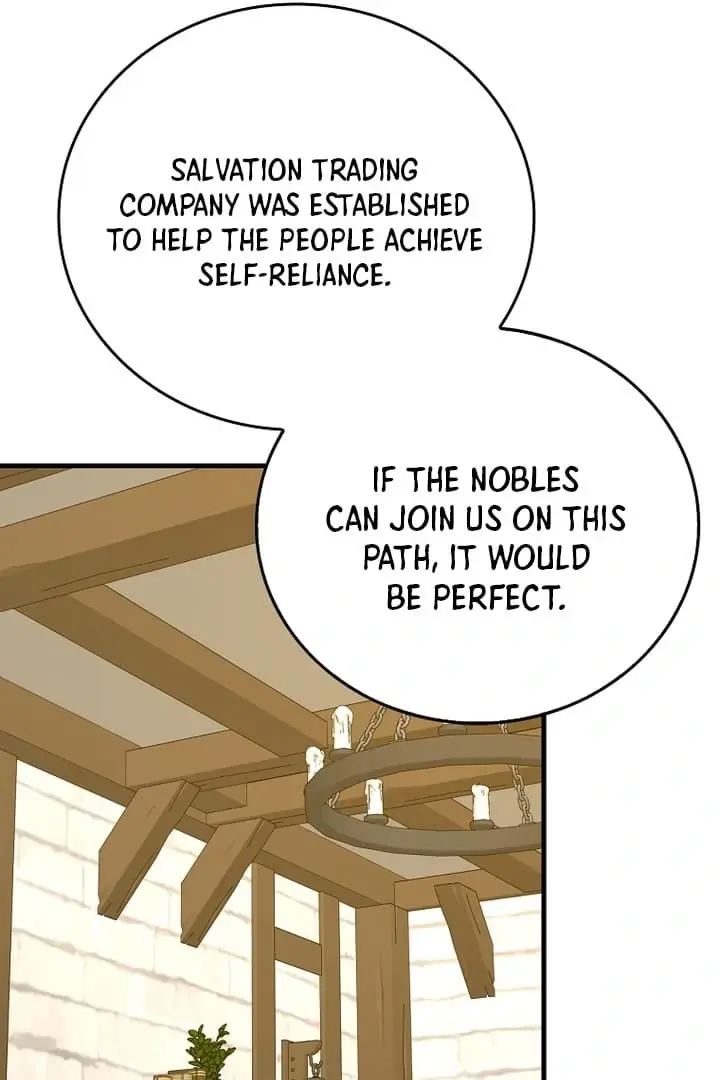 SALVATION TRADING
COMPANY WAS ESTABLISHED
TO HELP THE PEOPLE ACHIEVE
SELF-RELIANCE.
IF THE NOBLES
CAN JOIN US ON THIS
PATH, IT WOULD
BE PERFECT.